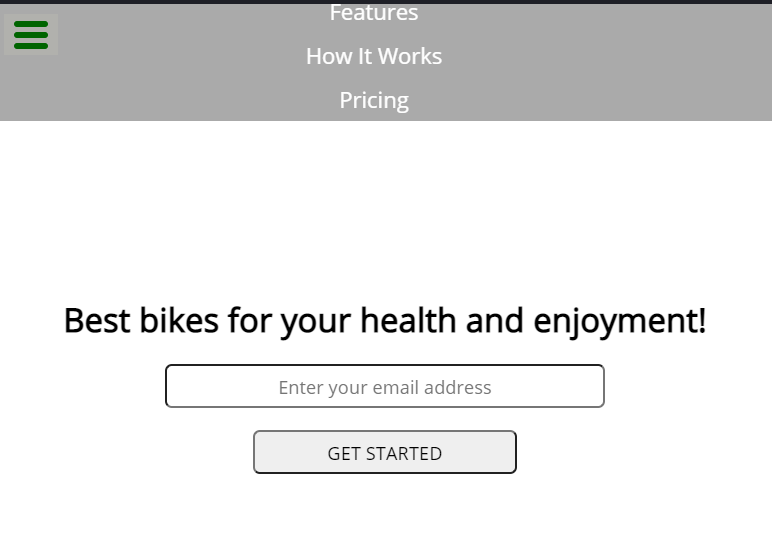 Features
How It Works
Pricing
Best bikes for your health and enjoyment!
Enter your email address
GET STARTED